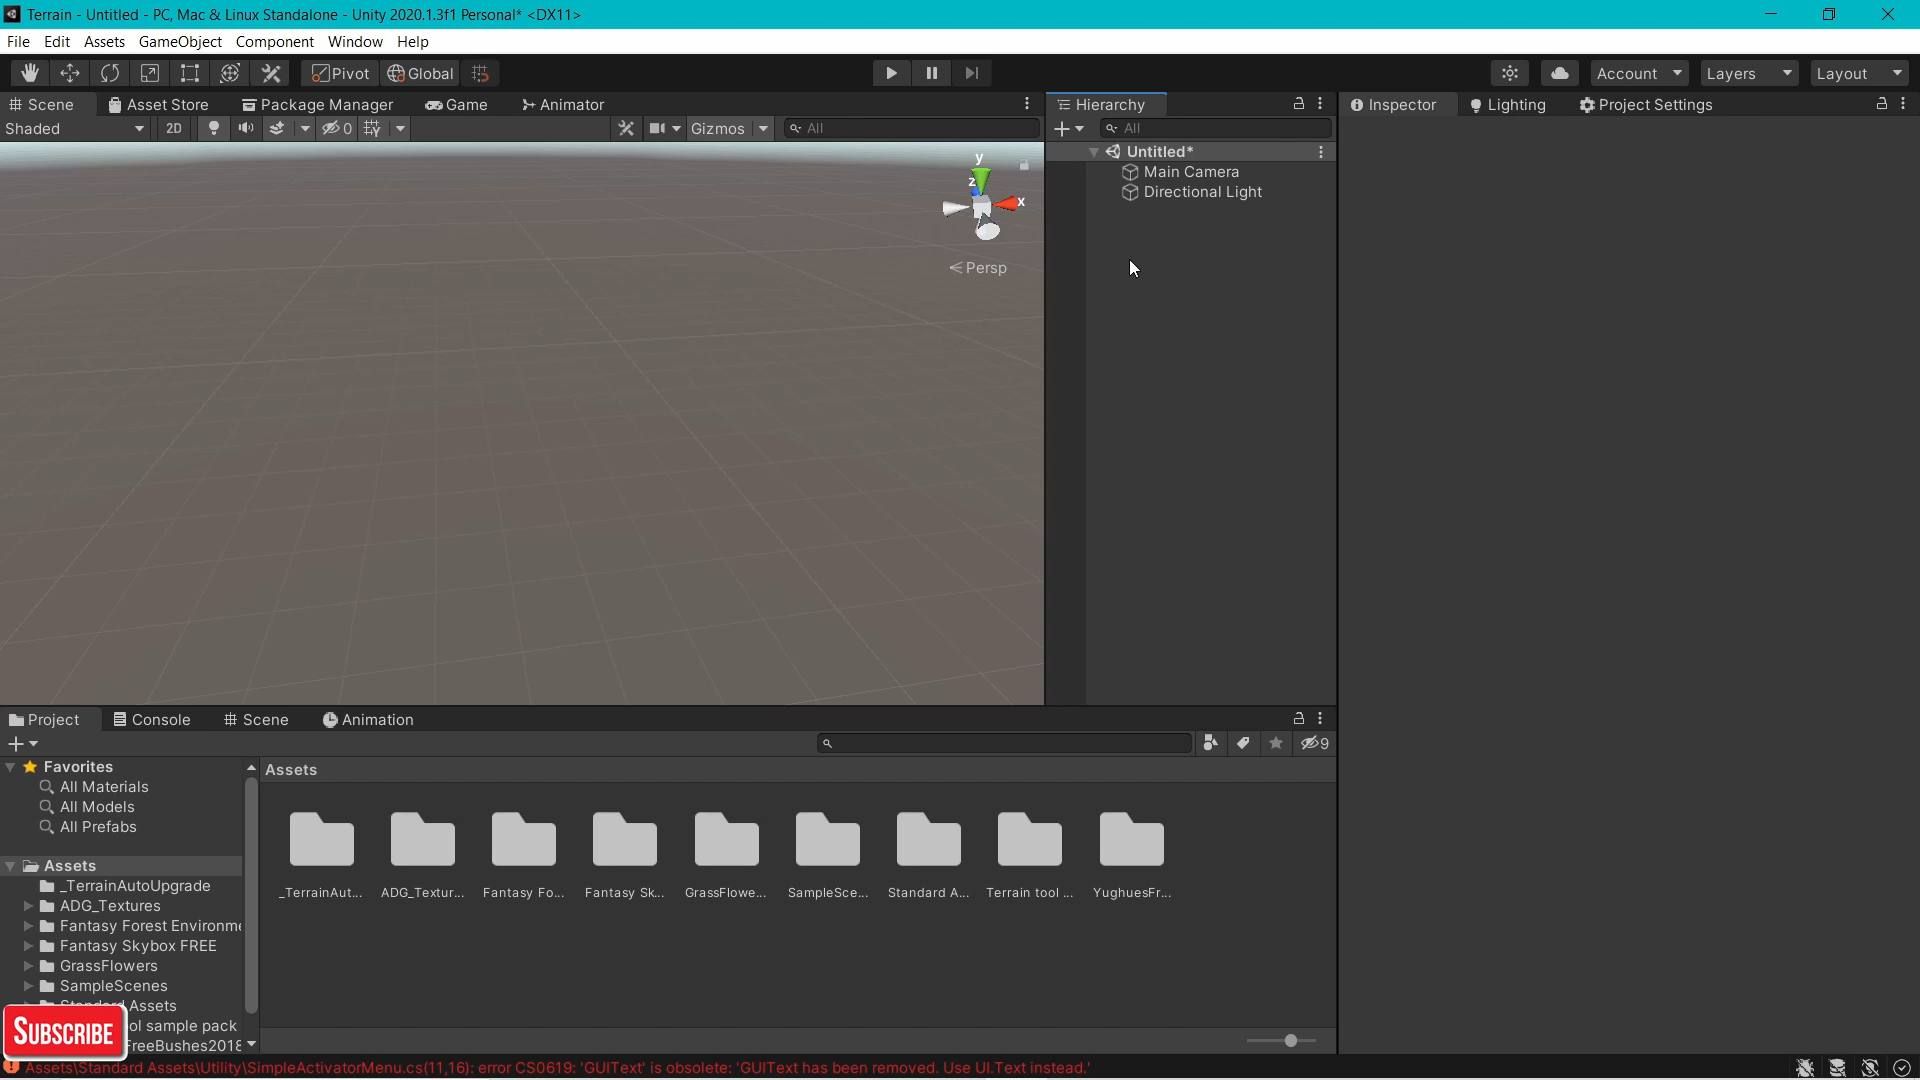 Terrain - Untitled - PC, Mac & Linux Standalone - Unity 2020.1.3f1 Personal* <DX11>
File Edit Assets GameObject Component Window Help
Pivot Global Account Layers Layout
Scene Asset Store Package Manager Game Animator
Hierarchy
Inspector Lighting Project Settings
Shaded 2D 0 Gizmos All
All
Untitled*
Main Camera
Directional Light
y
z
x
Persp
Project Console Scene Animation
9
Favorites
All Materials
All Models
All Prefabs
Assets
_TerrainAutoUpgrade
ADG_Textures
Fantasy Forest Environme
Fantasy Skybox FREE
GrassFlowers
SampleScenes
Standard Assets
ol sample pack
FreeBushes2018
Assets
_TerrainAut... ADG_Textur... Fantasy Fo... Fantasy Sk... GrassFlowe... SampleSce... Standard A... Terrain tool ... YughuesFr...
SUBSCRIBE
Assets\Standard Assets\Utility\SimpleActivatorMenu.cs(11,16): error CS0619: 'GUIText' is obsolete: 'GUIText has been removed. Use UI.Text instead.'